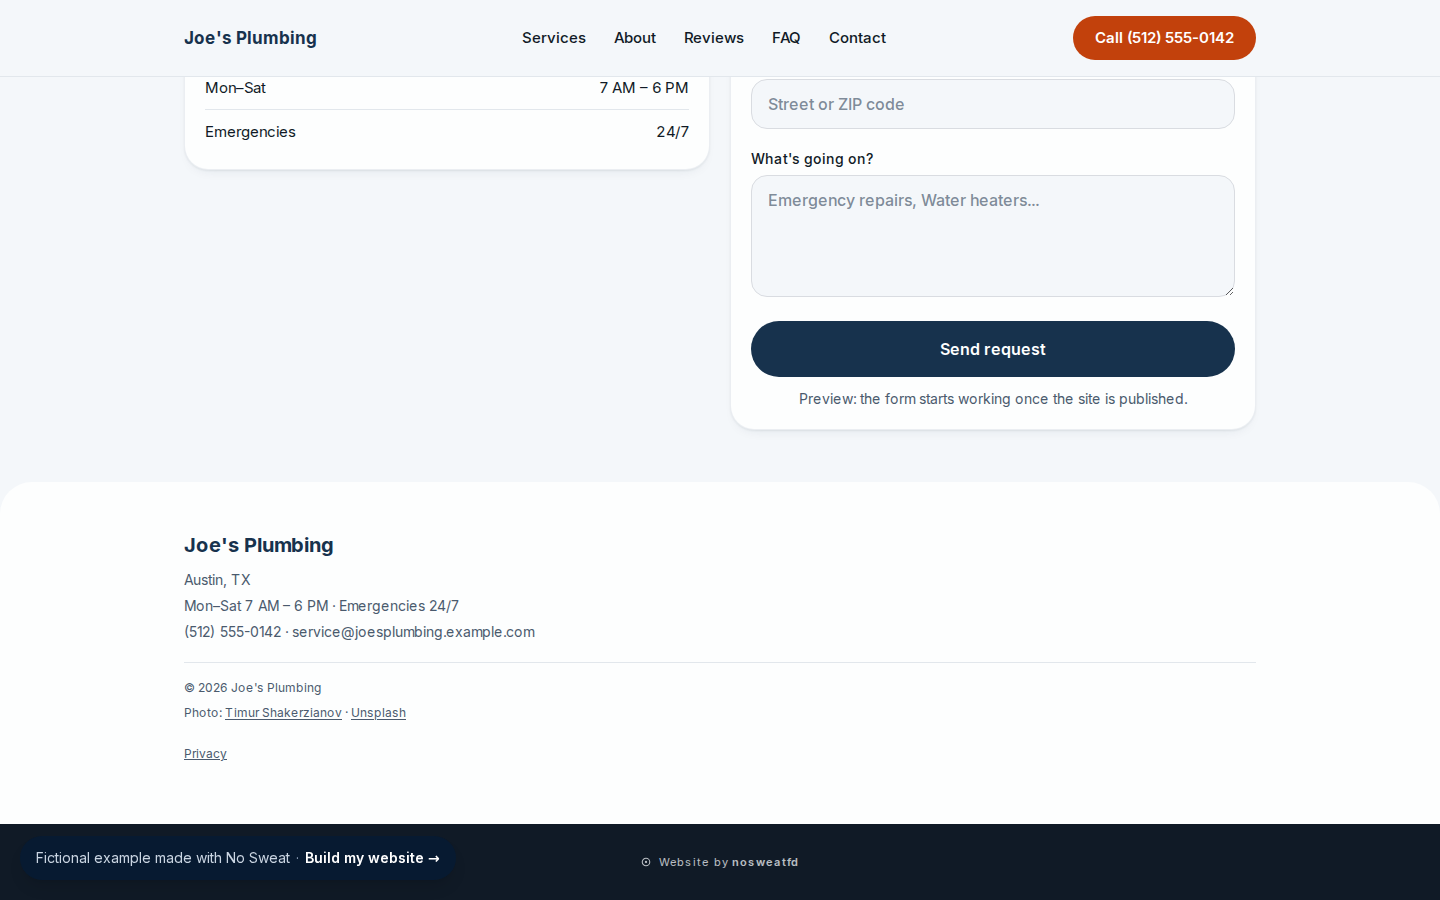 Joe's Plumbing
Services About Reviews FAQ Contact
Call (512) 555-0142
Mon–Sat 7 AM – 6 PM
Emergencies 24/7
Street or ZIP code
What's going on?
Emergency repairs, Water heaters...
Send request
Preview: the form starts working once the site is published.
Joe's Plumbing
Austin, TX
Mon–Sat 7 AM – 6 PM · Emergencies 24/7
(512) 555-0142 · service@joesplumbing.example.com
© 2026 Joe's Plumbing
Photo: Timur Shakerzianov · Unsplash
Privacy
Fictional example made with No Sweat · Build my website →
Website by nosweatfd